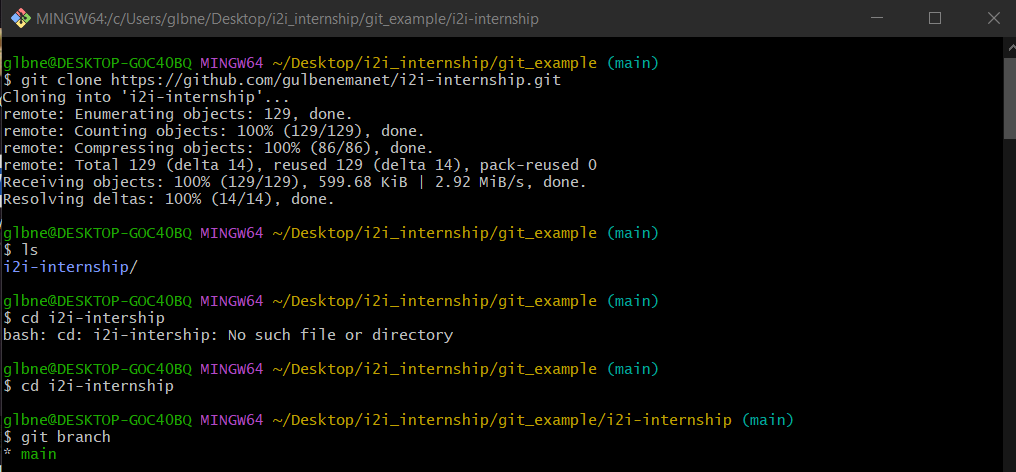 MINGW64:/c/Users/glbne/Desktop/i2i_internship/git_example/i2i-internship
glbne@DESKTOP-GOC40BQ MINGW64 ~/Desktop/i2i_internship/git_example (main)
$ git clone https://github.com/gulbenemanet/i2i-internship.git
Cloning into 'i2i-internship'...
remote: Enumerating objects: 129, done.
remote: Counting objects: 100% (129/129), done.
remote: Compressing objects: 100% (86/86), done.
remote: Total 129 (delta 14), reused 129 (delta 14), pack-reused 0
Receiving objects: 100% (129/129), 599.68 KiB | 2.92 MiB/s, done.
Resolving deltas: 100% (14/14), done.
glbne@DESKTOP-GOC40BQ MINGW64 ~/Desktop/i2i_internship/git_example (main)
$ ls
i2i-internship/
glbne@DESKTOP-GOC40BQ MINGW64 ~/Desktop/i2i_internship/git_example (main)
$ cd i2i-intership
bash: cd: i2i-intership: No such file or directory
glbne@DESKTOP-GOC40BQ MINGW64 ~/Desktop/i2i_internship/git_example (main)
$ cd i2i-internship
glbne@DESKTOP-GOC40BQ MINGW64 ~/Desktop/i2i_internship/git_example/i2i-internship (main)
$ git branch
* main